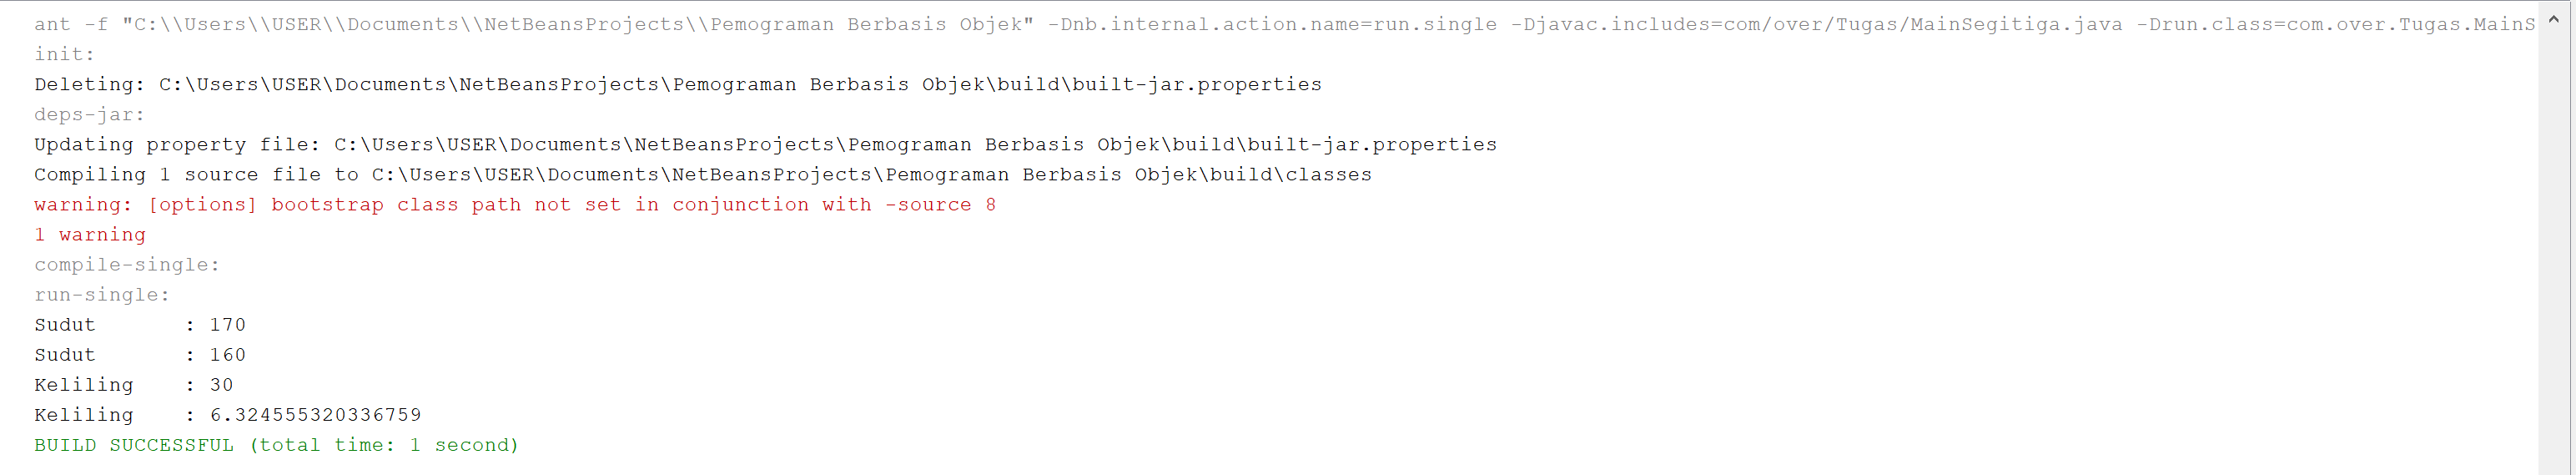 ant -f "C:\\Users\\USER\\Documents\\NetBeansProjects\\Pemograman Berbasis Objek" -Dnb.internal.action.name=run.single -Djavac.includes=com/over/Tugas/MainSegitiga.java -Drun.class=com.over.Tugas.MainS
init:
Deleting: C:\Users\USER\Documents\NetBeansProjects\Pemograman Berbasis Objek\build\built-jar.properties
deps-jar:
Updating property file: C:\Users\USER\Documents\NetBeansProjects\Pemograman Berbasis Objek\build\built-jar.properties
Compiling 1 source file to C:\Users\USER\Documents\NetBeansProjects\Pemograman Berbasis Objek\build\classes
warning: [options] bootstrap class path not set in conjunction with -source 8
1 warning
compile-single:
run-single:
Sudut       : 170
Sudut       : 160
Keliling    : 30
Keliling    : 6.324555320336759
BUILD SUCCESSFUL (total time: 1 second)